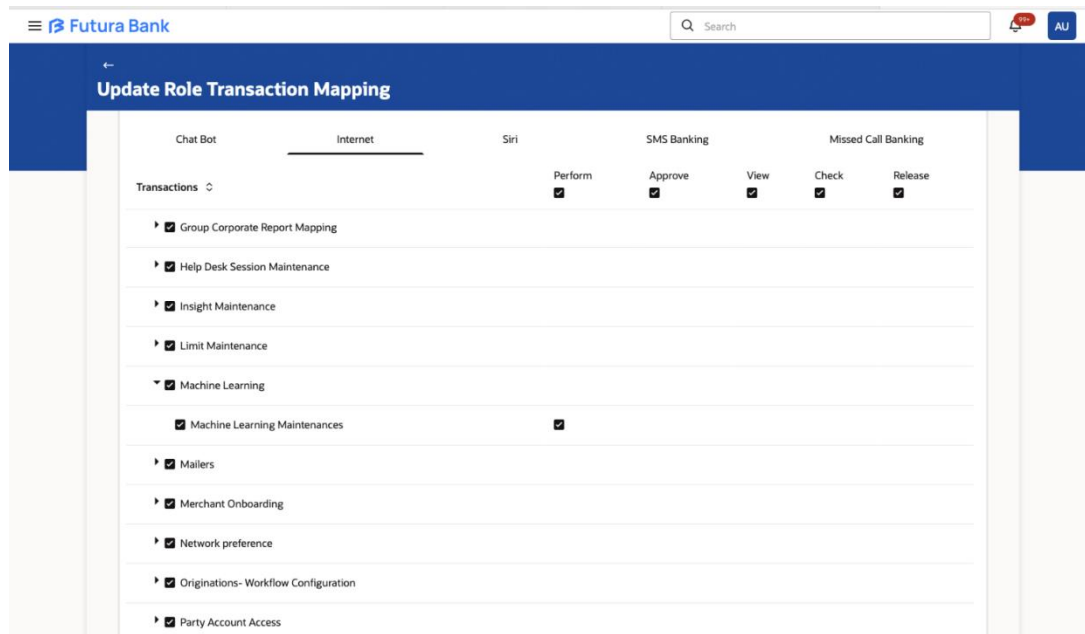 Futura Bank
Search
99+
AU
Update Role Transaction Mapping
Chat Bot Internet Siri SMS Banking Missed Call Banking
Transactions Perform Approve View Check Release
Group Corporate Report Mapping
Help Desk Session Maintenance
Insight Maintenance
Limit Maintenance
Machine Learning
Machine Learning Maintenances
Mailers
Merchant Onboarding
Network preference
Originations- Workflow Configuration
Party Account Access